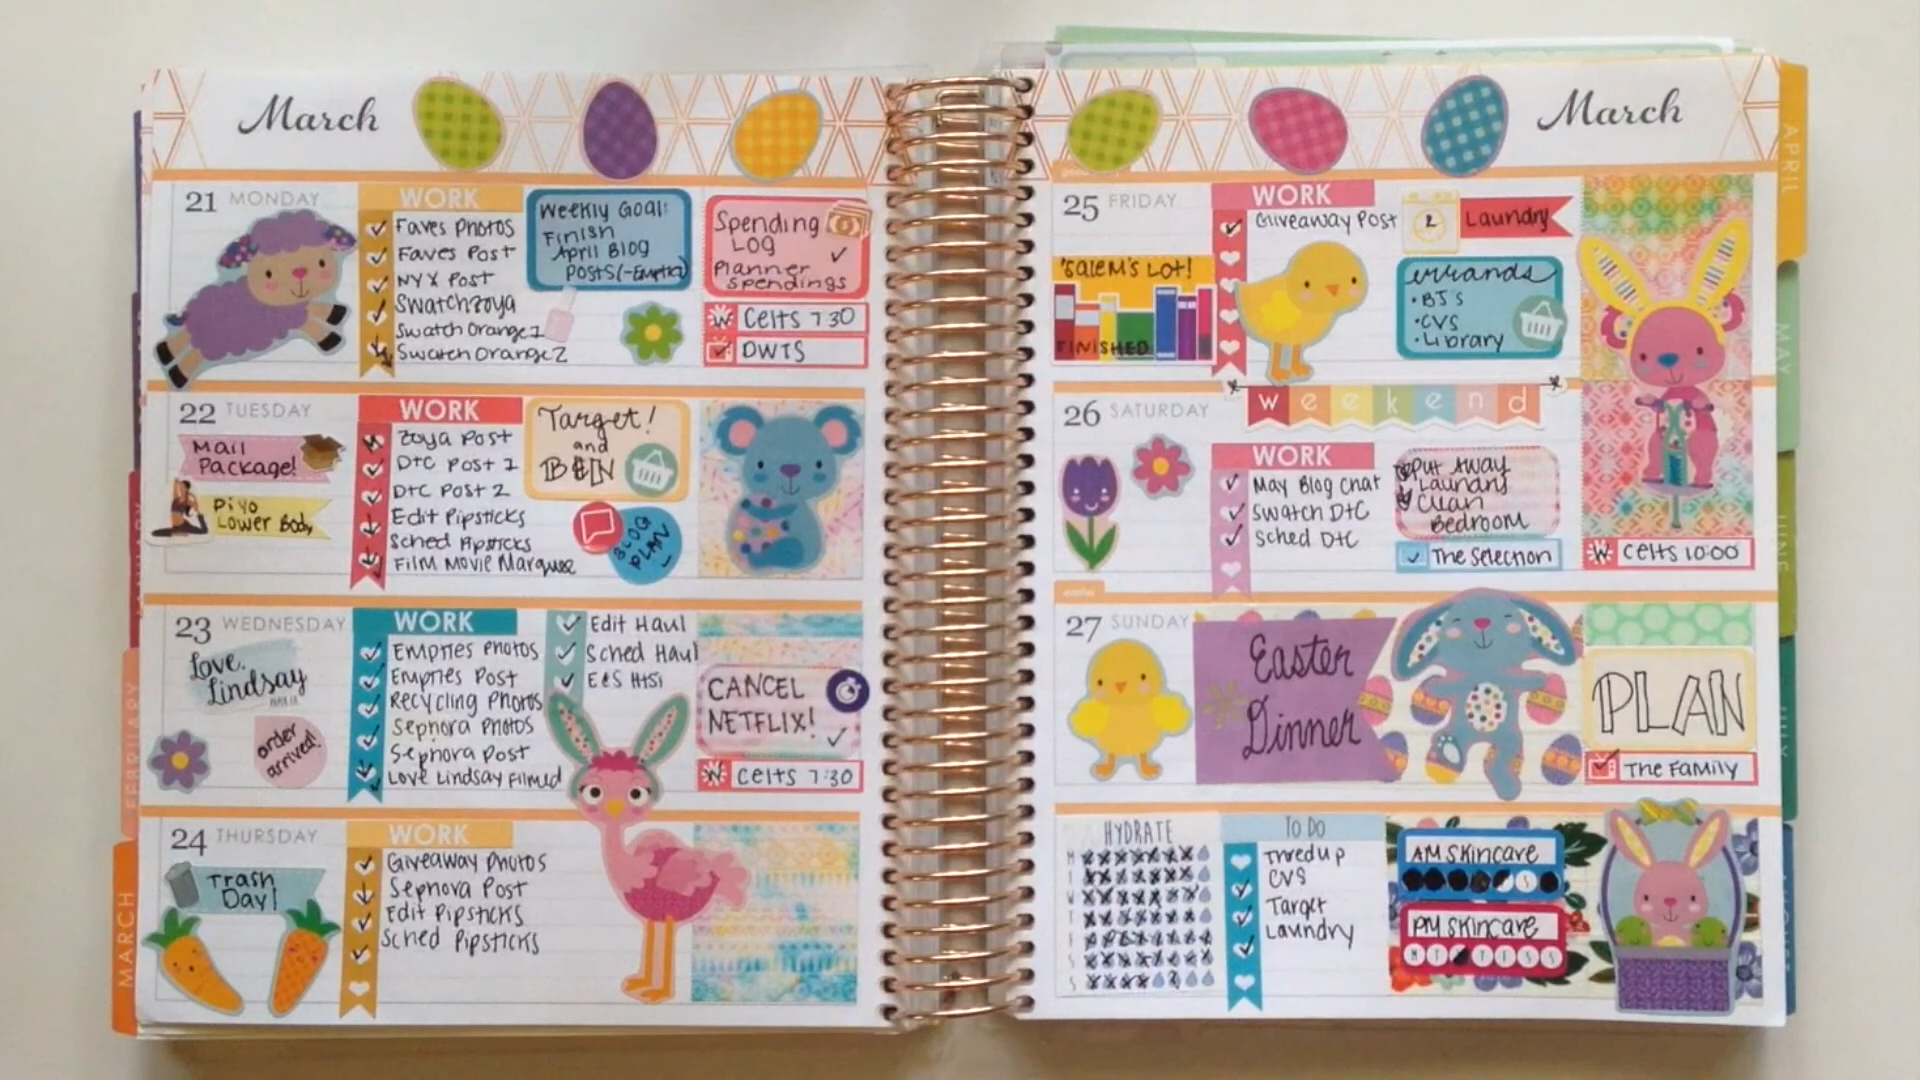 March
21 MONDAY
WORK
Faves Photos
Faves Post
NYX Post
Swatch Zoya
Swatch Orange 1
Swatch Orange 2
Weekly Goal:
Finish
April Blog
Posts (-Empties)
Spending
LOG
Planner
Spendings
Celts 7:30
DWTS
22 TUESDAY
Mail
Package!
Piyo
Lower Body
WORK
Zoya Post
DTC Post 1
DTC Post 2
Edit Pipsticks
Sched Pipsticks
Film Movie Marquee
Target!
and
BLOG
PLAN
23 WEDNESDAY
Love,
Lindsay
order
arrived!
WORK
Empties Photos
Empties Post
Recycling Photos
Sephora Photos
Sephora Post
Love Lindsay Filmed
Edit Haul
Sched Haul
CANCEL
NETFLIX!
Celts 7:30
24 THURSDAY
Trash
Day!
WORK
Giveaway Photos
Sephora Post
Edit Pipsticks
Sched Pipsticks
March
25 FRIDAY
'Salem's Lot!
FINISHED
WORK
Giveaway Post
2
Laundry
errands
• BJ's
• CVS
• Library
26 SATURDAY
weekend
WORK
May Blog Chat
Swatch DTC
Sched DTC
Put Away
Laundry
Clean
Bedroom
The Selection
Celts 10:00
27 SUNDAY
Easter
Dinner
PLAN
The Family
HYDRATE
M
T
W
T
F
S
S
TO DO
Thredup
CVS
Target
Laundry
AM Skincare
PM Skincare
M T T F S S
JANUARY
FEBRUARY
MARCH
APRIL
MAY
JUNE
JULY
AUGUST